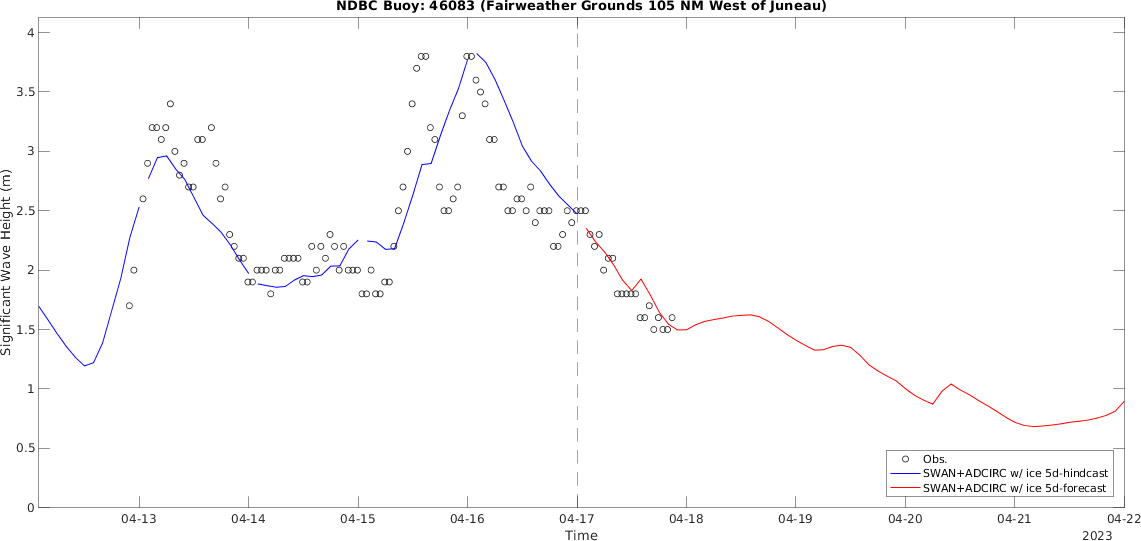 NDBC Buoy: 46083 (Fairweather Grounds 105 NM West of Juneau)
Significant Wave Height (m)
4
3.5
3
2.5
2
1.5
1
0.5
0
Obs.
SWAN+ADCIRC w/ ice 5d-hindcast
SWAN+ADCIRC w/ ice 5d-forecast
04-13 04-14 04-15 04-16 04-17 04-18 04-19 04-20 04-21 04-22
Time
2023